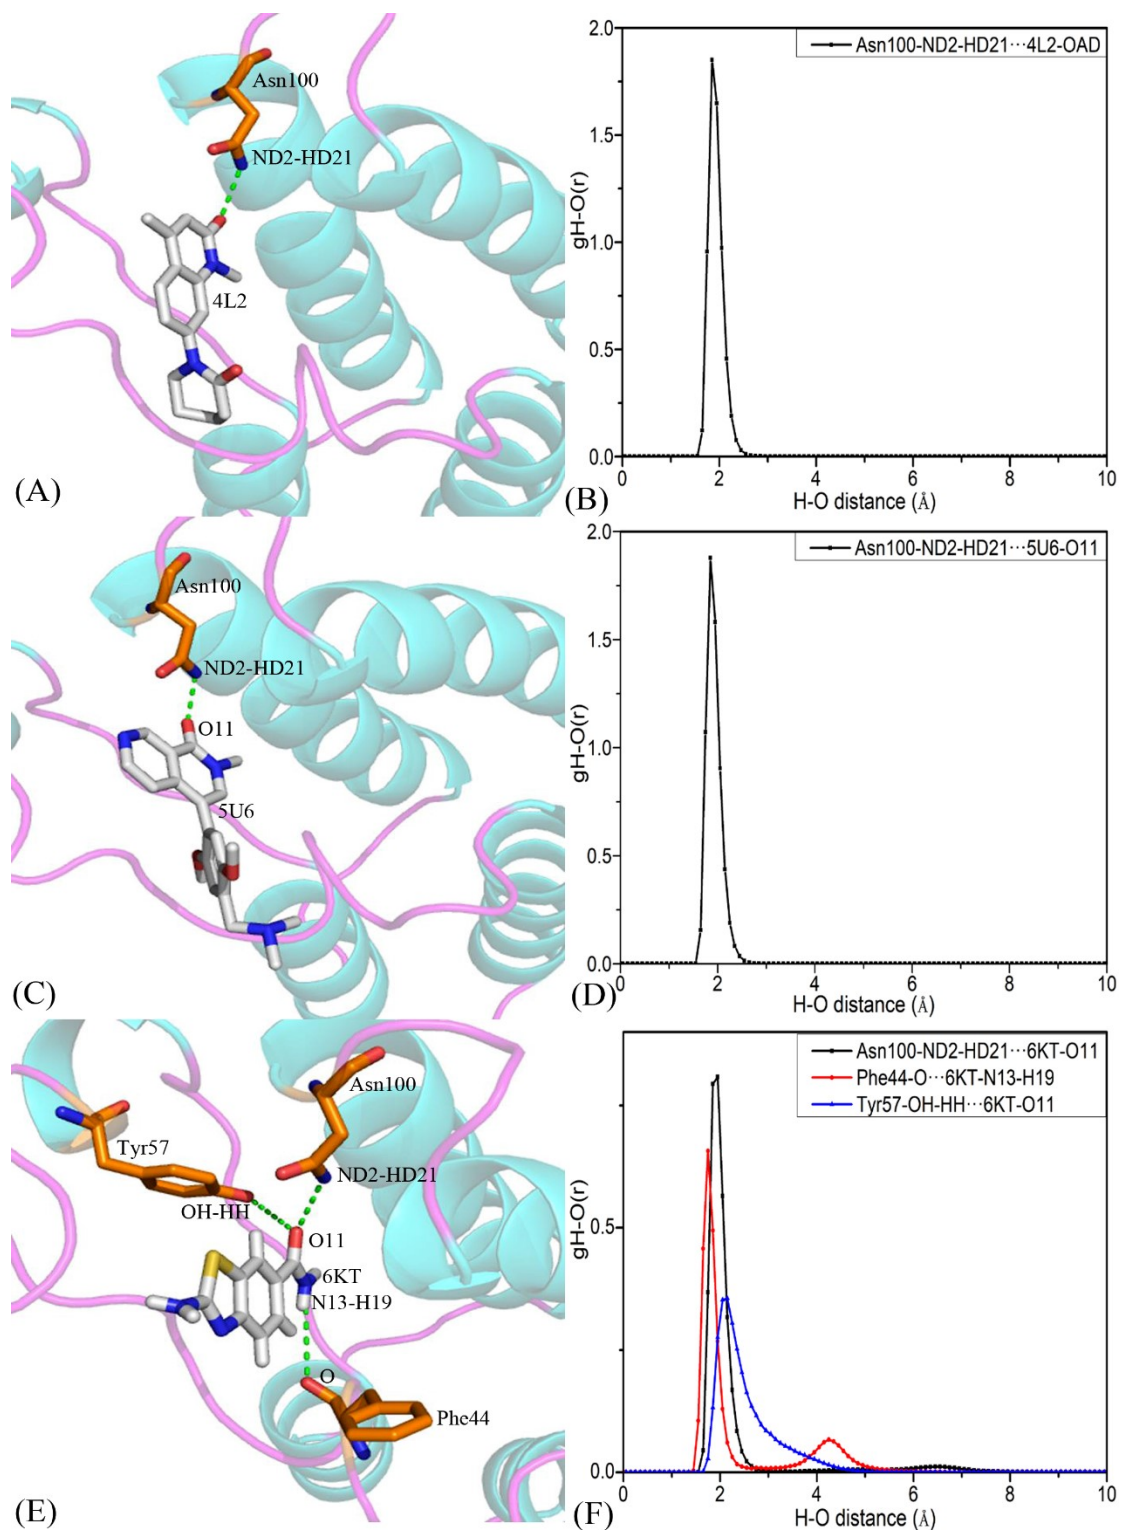 Asn100
ND2-HD21
4L2
(A)
Asn100-ND2-HD21···4L2-OAD
2.0
1.5
1.0
0.5
0.0
gH-O(r)
0 2 4 6 8 10
H-O distance (Å)
(B)
Asn100
ND2-HD21
O11
5U6
(C)
Asn100-ND2-HD21···5U6-O11
2.0
1.5
1.0
0.5
0.0
gH-O(r)
0 2 4 6 8 10
H-O distance (Å)
(D)
Asn100
Tyr57
ND2-HD21
OH-HH
O11
6KT
N13-H19
O
Phe44
(E)
Asn100-ND2-HD21···6KT-O11
Phe44-O···6KT-N13-H19
Tyr57-OH-HH···6KT-O11
0.5
0.0
gH-O(r)
0 2 4 6 8 10
H-O distance (Å)
(F)